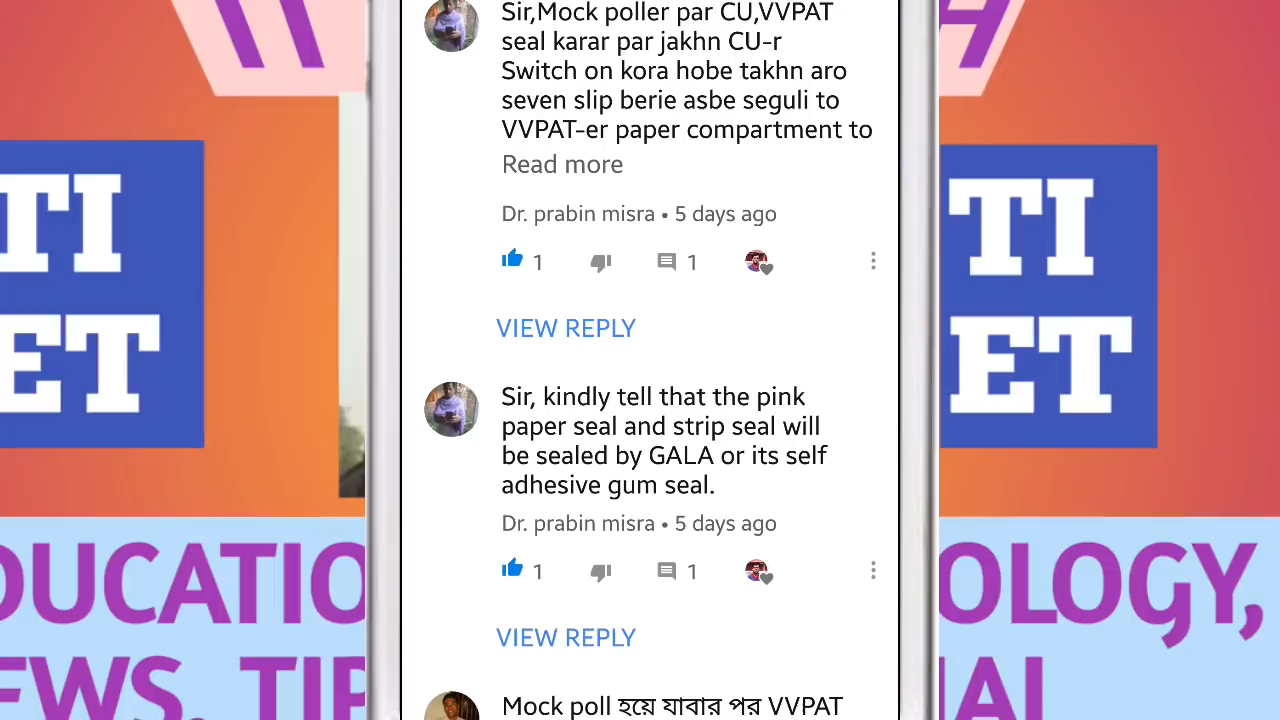 Sir,Mock poller par CU,VVPAT
seal karar par jakhn CU-r
Switch on kora hobe takhn aro
seven slip berie asbe seguli to
VVPAT-er paper compartment to
Read more
Dr. prabin misra • 5 days ago
1
1
VIEW REPLY
Sir, kindly tell that the pink
paper seal and strip seal will
be sealed by GALA or its self
adhesive gum seal.
Dr. prabin misra • 5 days ago
1
1
VIEW REPLY
Mock poll হয়ে যাবার পর VVPAT
TI
ET
TI
ET
DUCATIO
OLOGY,
EWS, TIP